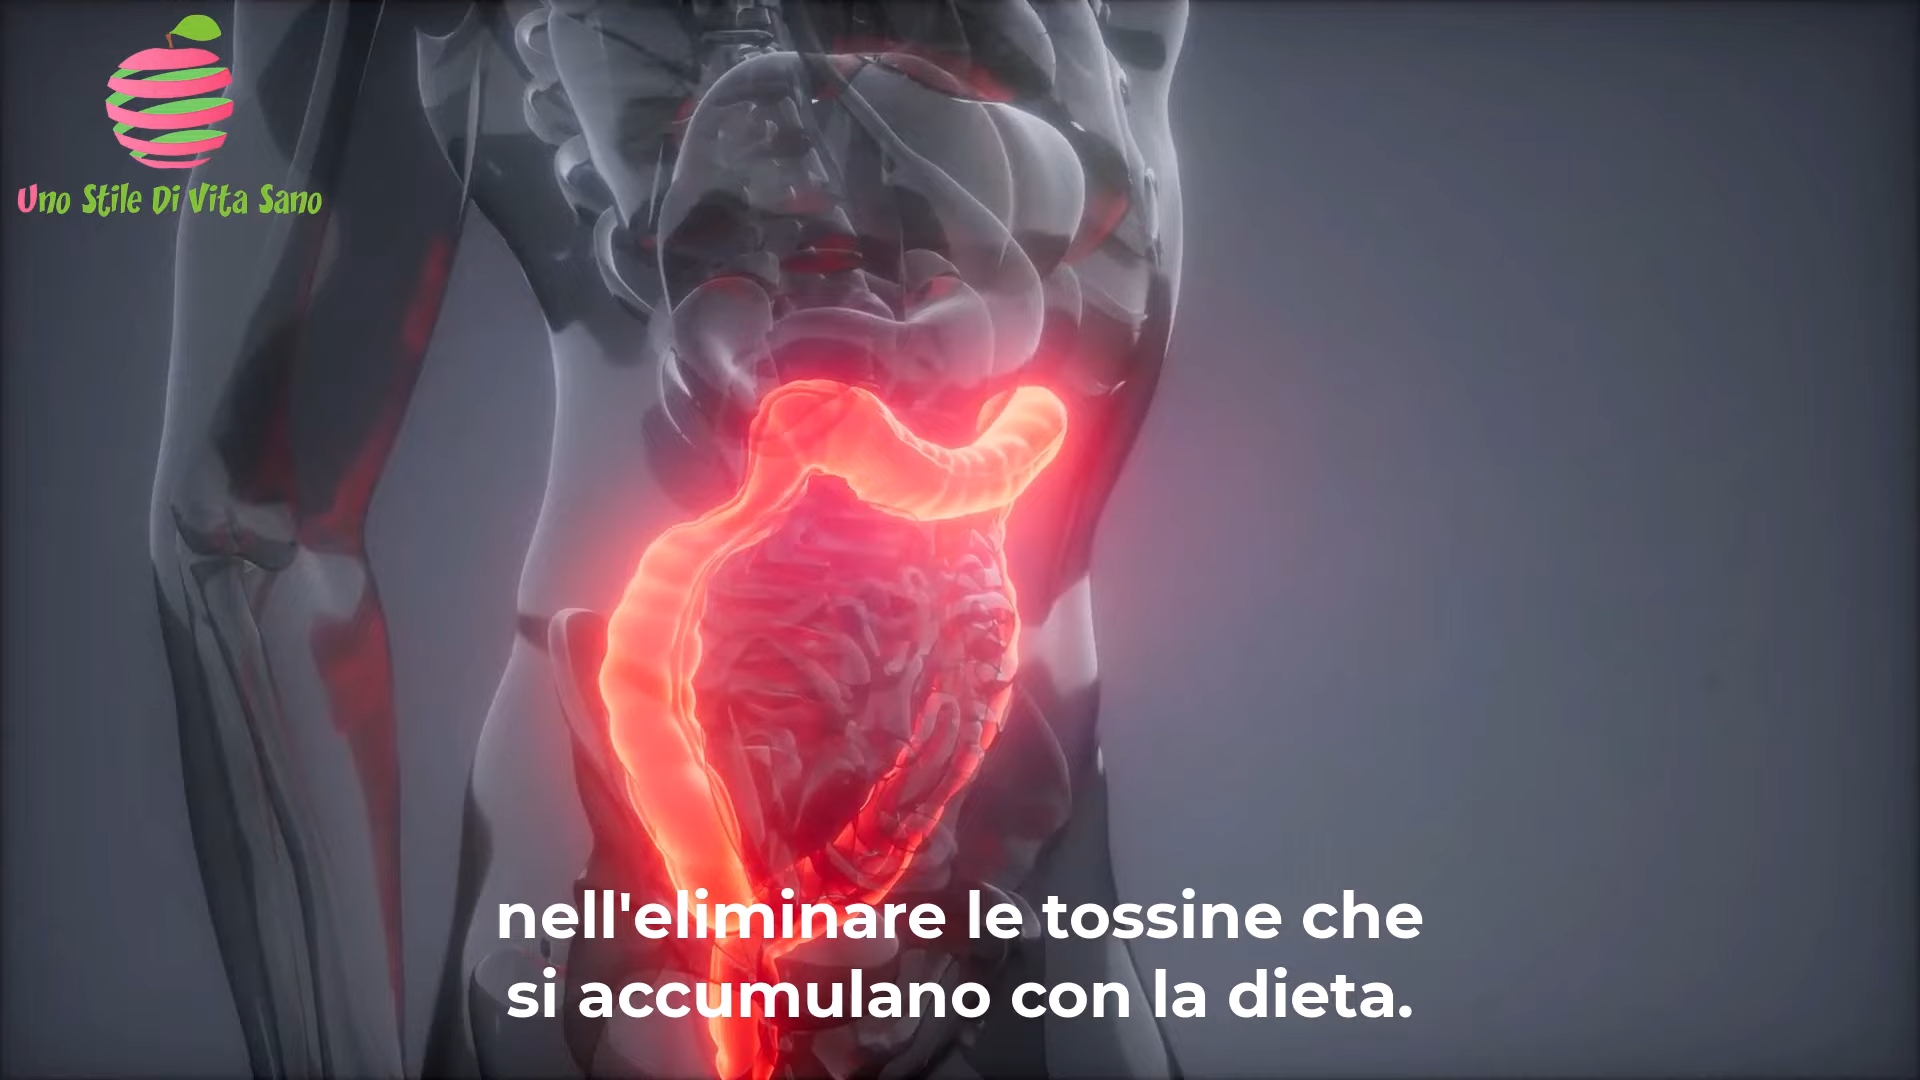 Uno Stile Di Vita Sano
nell'eliminare le tossine che
si accumulano con la dieta.